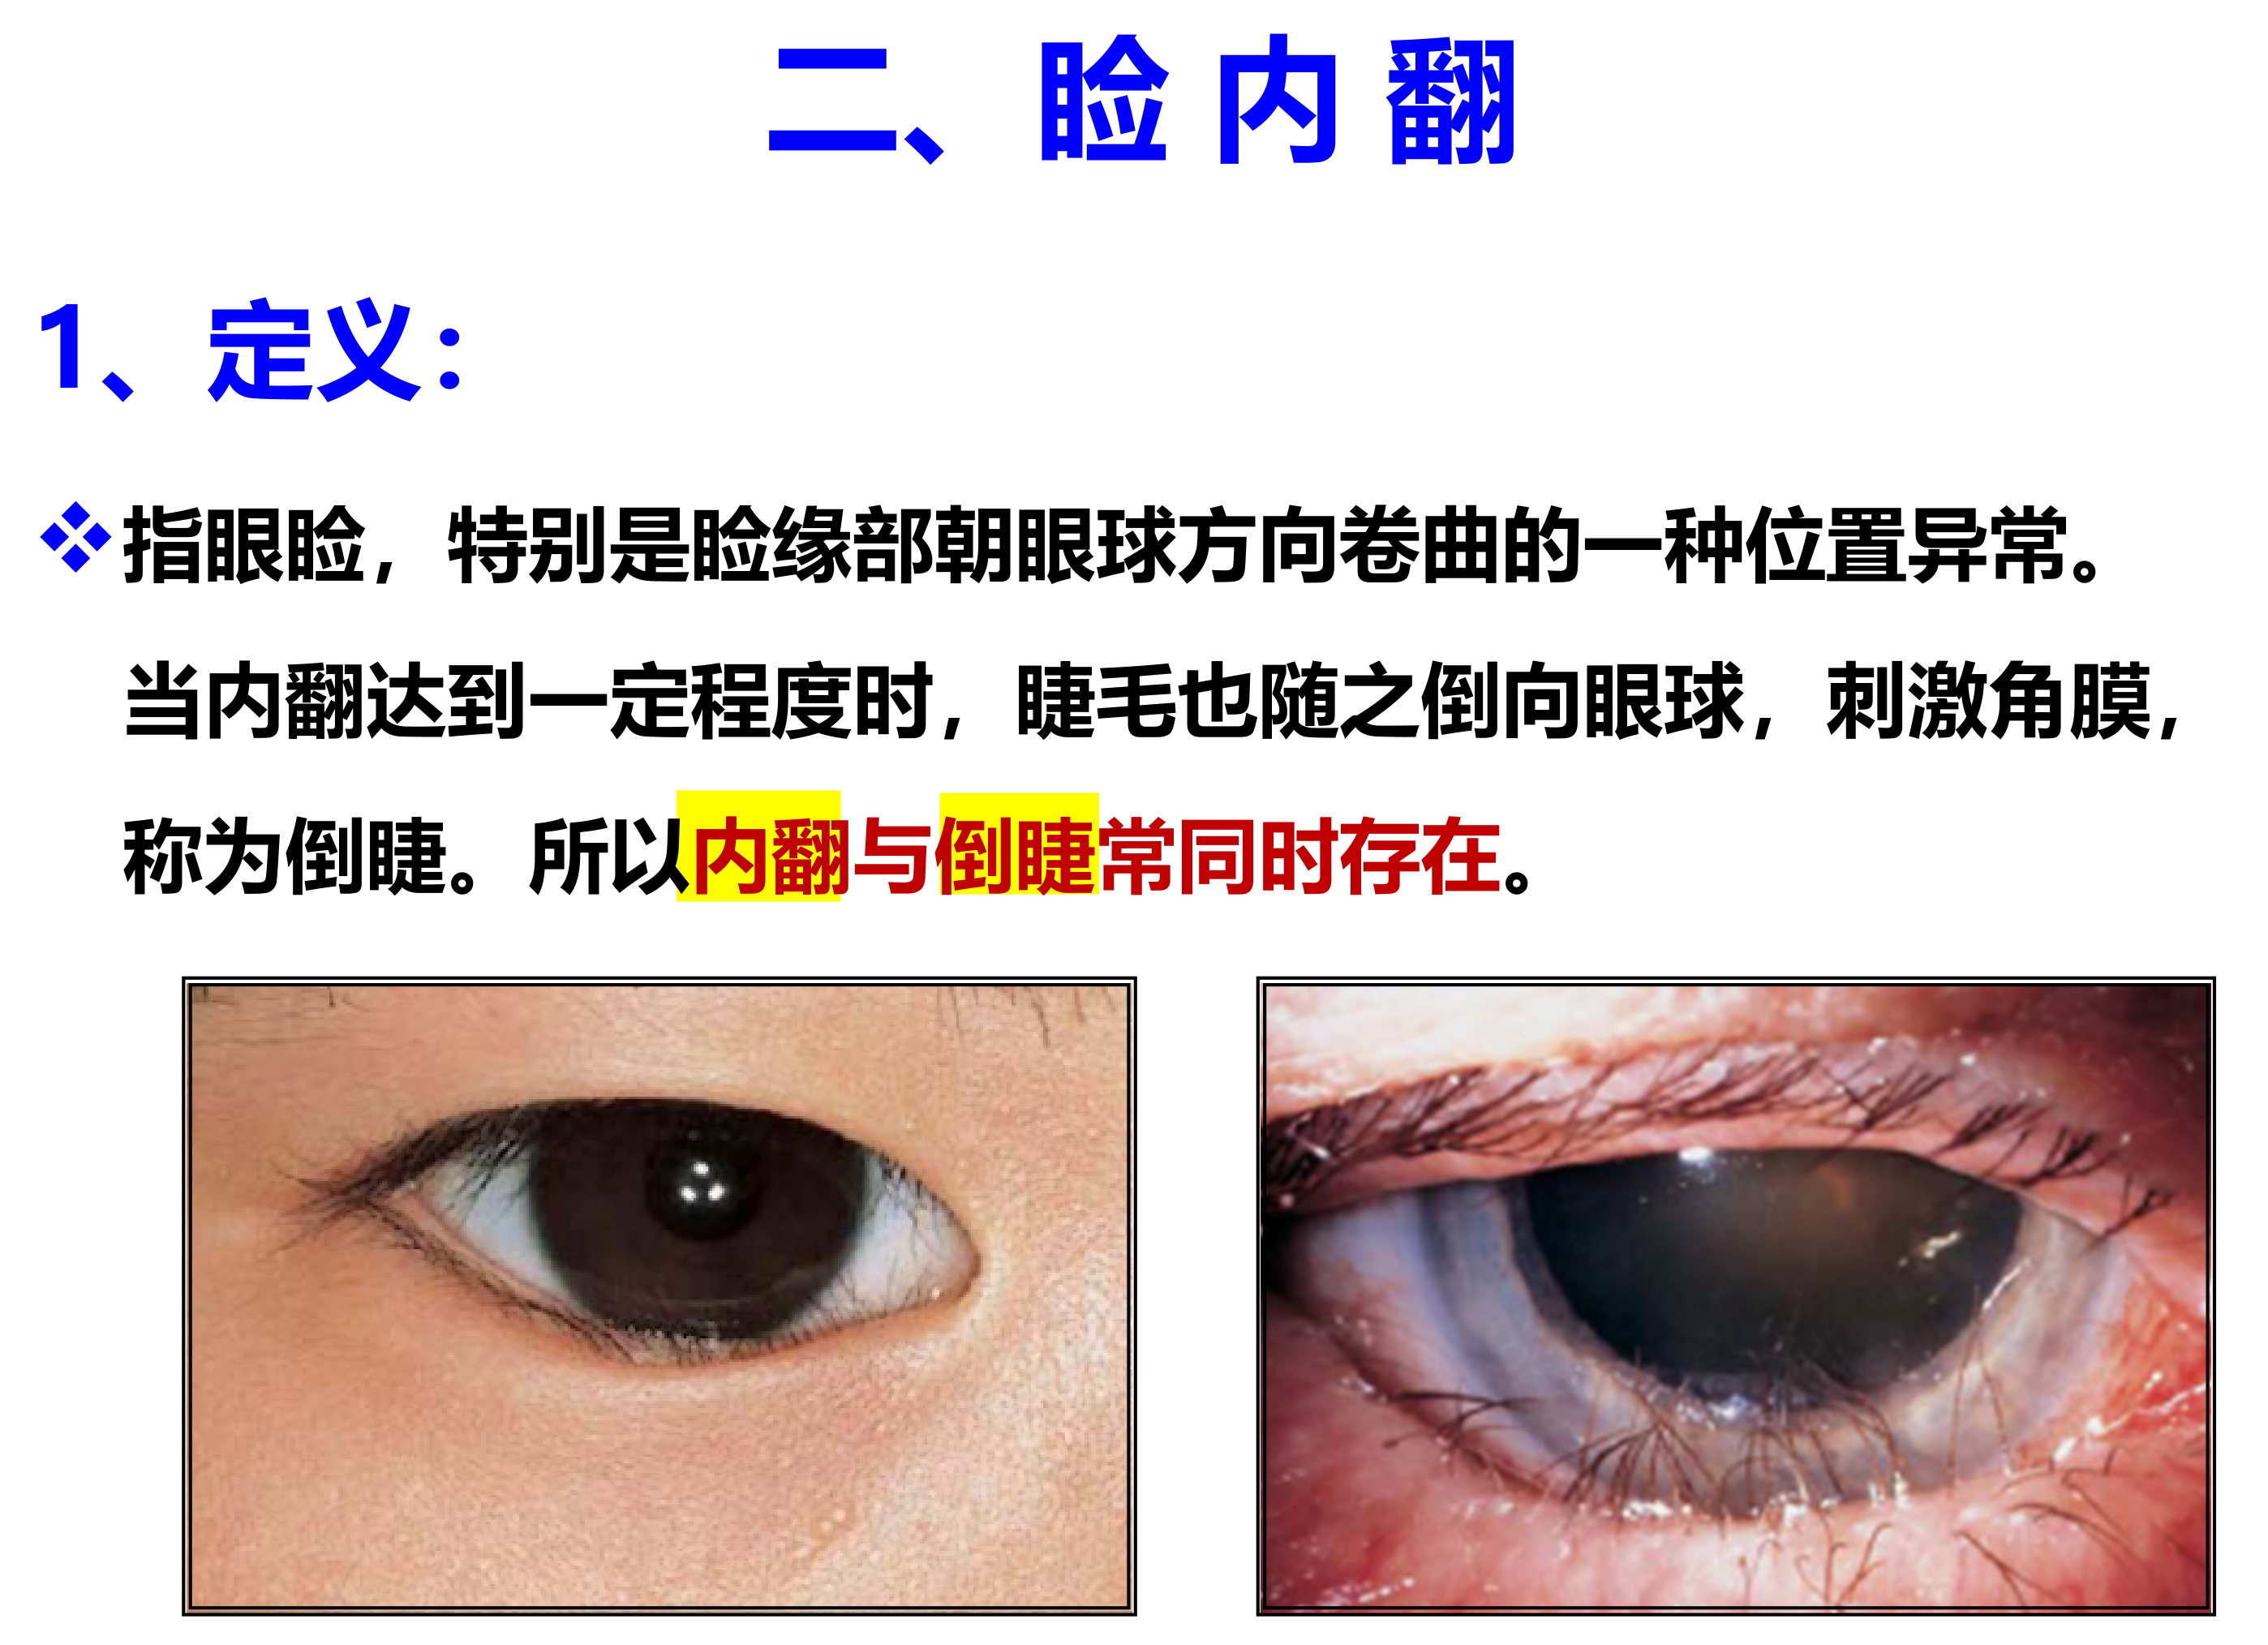 二、睑 内 翻
1、定义：
指眼睑，特别是睑缘部朝眼球方向卷曲的一种位置异常。
当内翻达到一定程度时，睫毛也随之倒向眼球，刺激角膜，
称为倒睫。所以内翻与倒睫常同时存在。